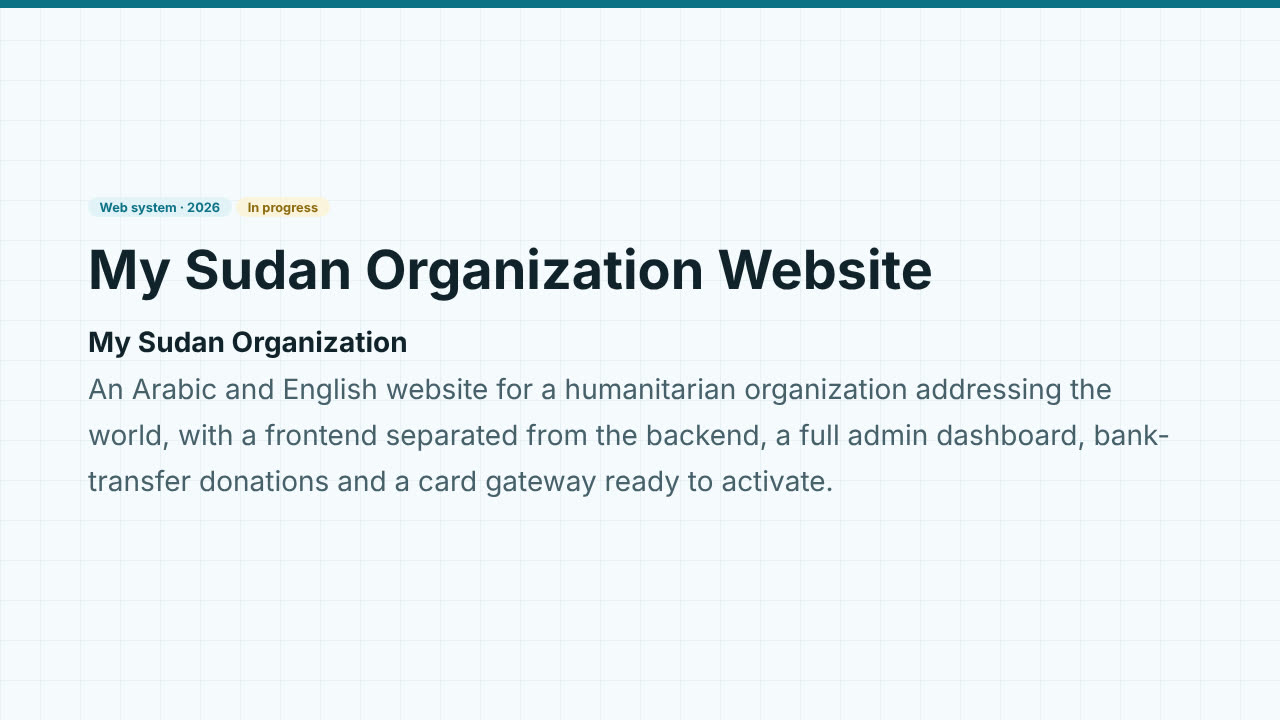 Web system · 2026
In progress
My Sudan Organization Website
My Sudan Organization
An Arabic and English website for a humanitarian organization addressing the
world, with a frontend separated from the backend, a full admin dashboard, bank-
transfer donations and a card gateway ready to activate.